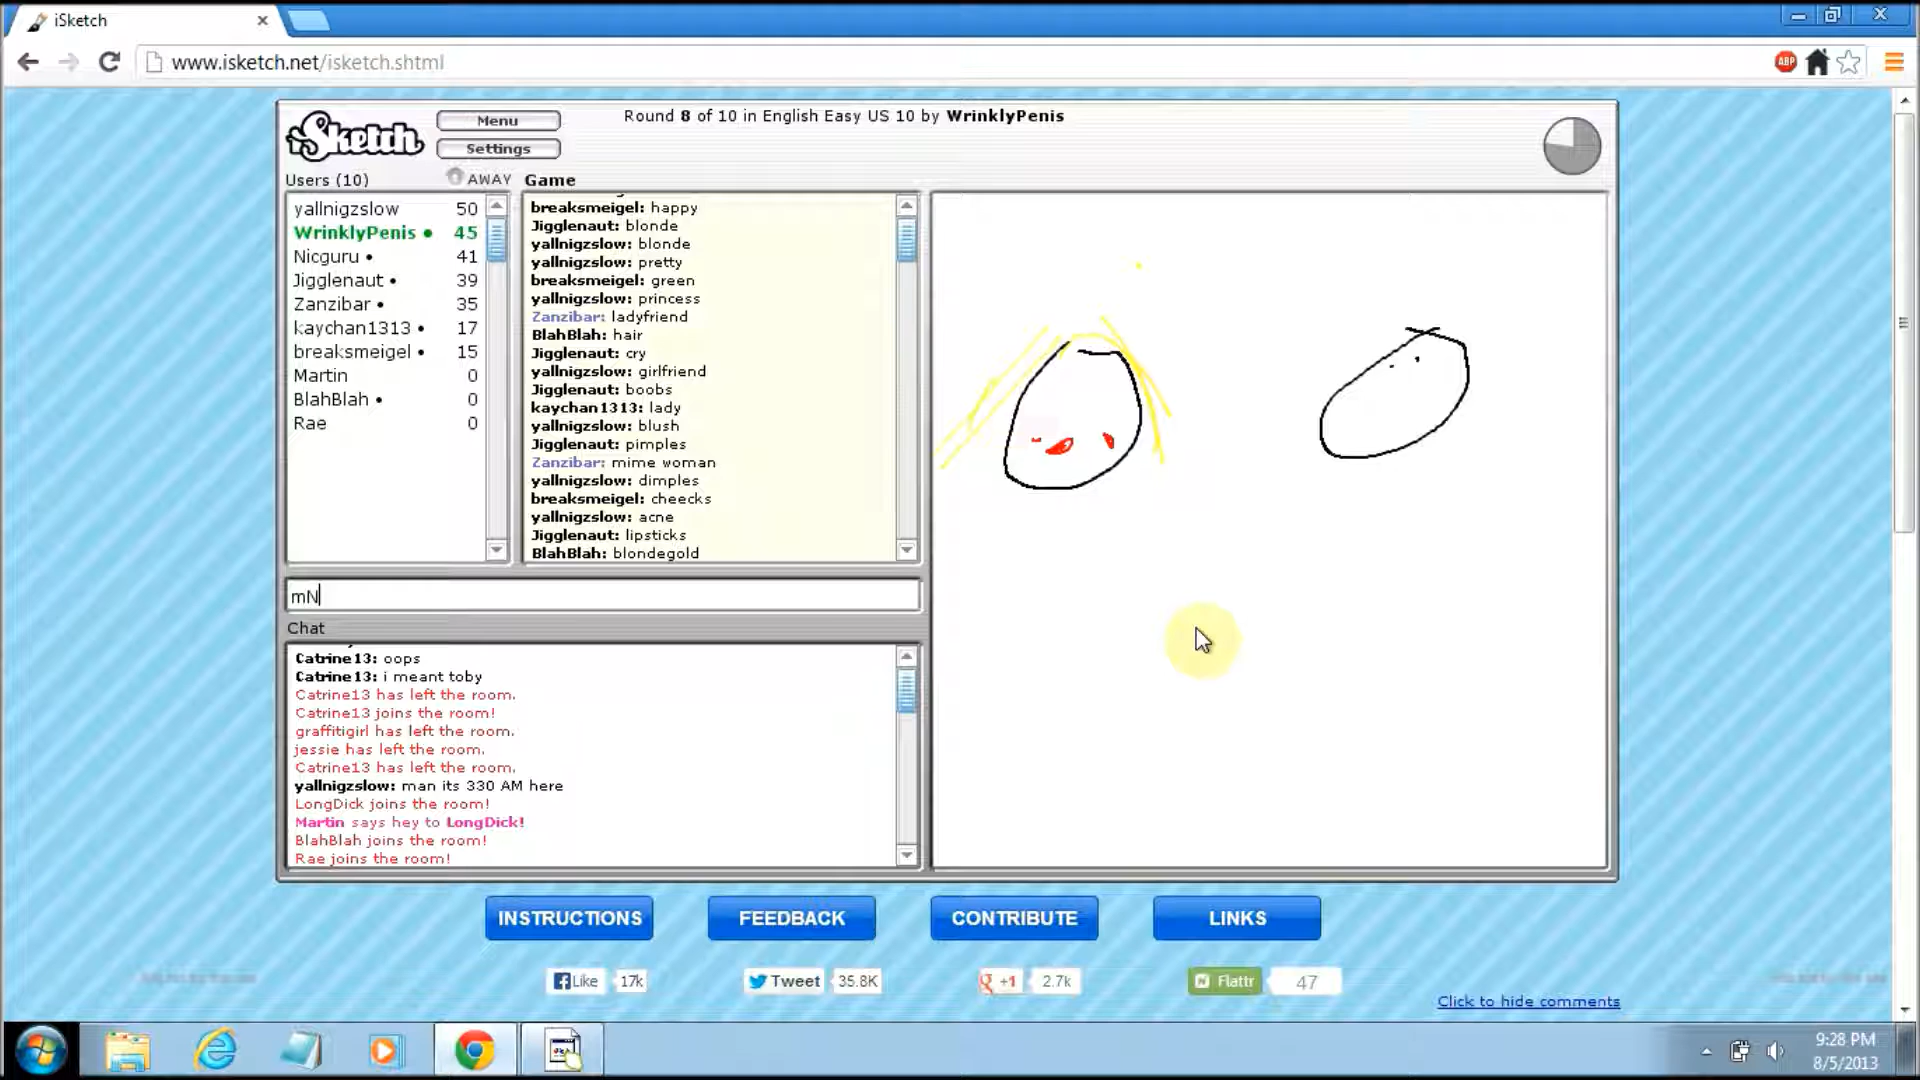 iSketch
www.isketch.net/isketch.shtml
ABP
iSketch
Menu
Settings
Round 8 of 10 in English Easy US 10 by WrinklyPenis
Users (10)
AWAY
Game
yallnigzslow 50
WrinklyPenis • 45
Nicguru • 41
Jigglenaut • 39
Zanzibar • 35
kaychan1313 • 17
breaksmeigel • 15
Martin 0
BlahBlah • 0
Rae 0
breaksmeigel: happy
Jigglenaut: blonde
yallnigzslow: blonde
yallnigzslow: pretty
breaksmeigel: green
yallnigzslow: princess
Zanzibar: ladyfriend
BlahBlah: hair
Jigglenaut: cry
yallnigzslow: girlfriend
Jigglenaut: boobs
kaychan1313: lady
yallnigzslow: blush
Jigglenaut: pimples
Zanzibar: mime woman
yallnigzslow: dimples
breaksmeigel: cheecks
yallnigzslow: acne
Jigglenaut: lipsticks
BlahBlah: blondegold
mN
Chat
Catrine13: oops
Catrine13: i meant toby
Catrine13 has left the room.
Catrine13 joins the room!
graffitigirl has left the room.
jessie has left the room.
Catrine13 has left the room.
yallnigzslow: man its 330 AM here
LongDick joins the room!
Martin says hey to LongDick!
BlahBlah joins the room!
Rae joins the room!
INSTRUCTIONS
FEEDBACK
CONTRIBUTE
LINKS
Like 17k
Tweet 35.8K
+1 2.7k
Flattr 47
Click to hide comments
9:28 PM
8/5/2013